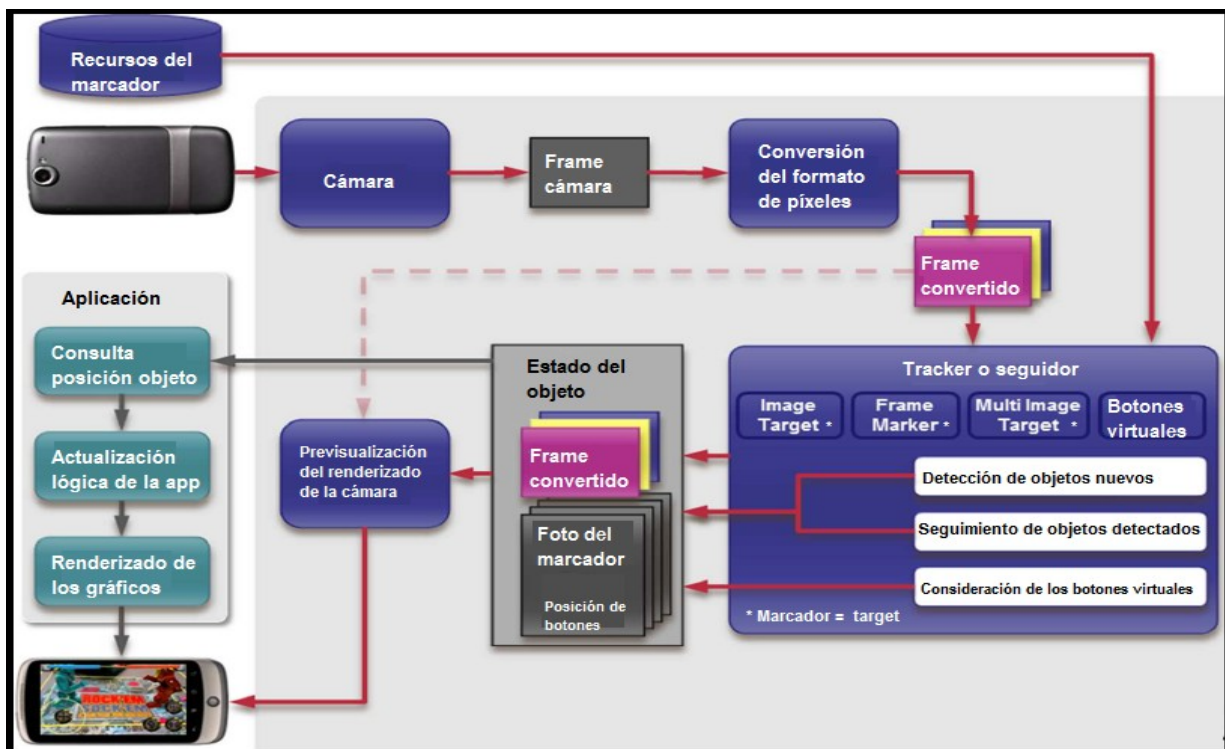 Recursos del
marcador
Cámara
Frame
cámara
Conversión
del formato
de píxeles
Frame
convertido
Aplicación
Consulta
posición objeto
Actualización
lógica de la app
Renderizado de
los gráficos
Previsualización
del renderizado
de la cámara
Estado del
objeto
Frame
convertido
Foto del
marcador
Posición de
botones
Tracker o seguidor
Image
Target *
Frame
Marker *
Multi Image
Target *
Botones
virtuales
Detección de objetos nuevos
Seguimiento de objetos detectados
Consideración de los botones virtuales
* Marcador = target
ROCK'EM